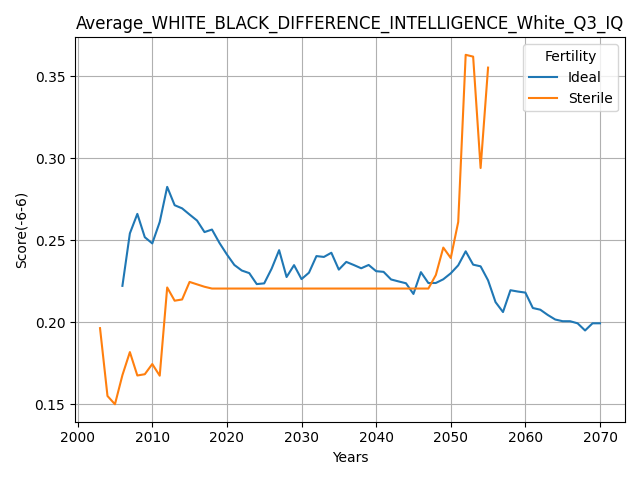 Average_WHITE_BLACK_DIFFERENCE_INTELLIGENCE_White_Q3_IQ
Fertility
Ideal
Sterile
0.35
0.30
0.25
0.20
0.15
Score(-6-6)
2000 2010 2020 2030 2040 2050 2060 2070
Years